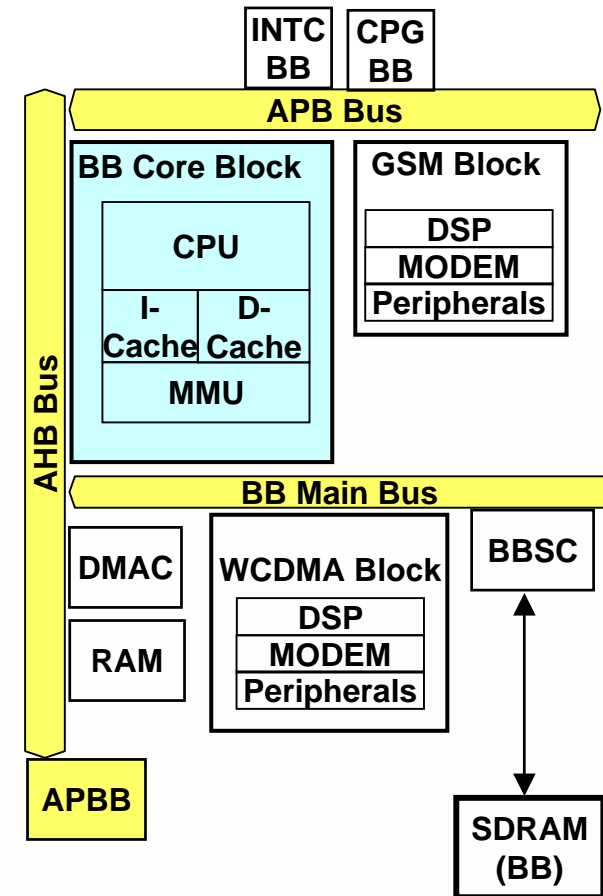 INTC
BB
CPG
BB
APB Bus
AHB Bus
BB Core Block
CPU
I-
Cache
D-
Cache
MMU
GSM Block
DSP
MODEM
Peripherals
BB Main Bus
DMAC
RAM
WCDMA Block
DSP
MODEM
Peripherals
BBSC
APBB
SDRAM
(BB)